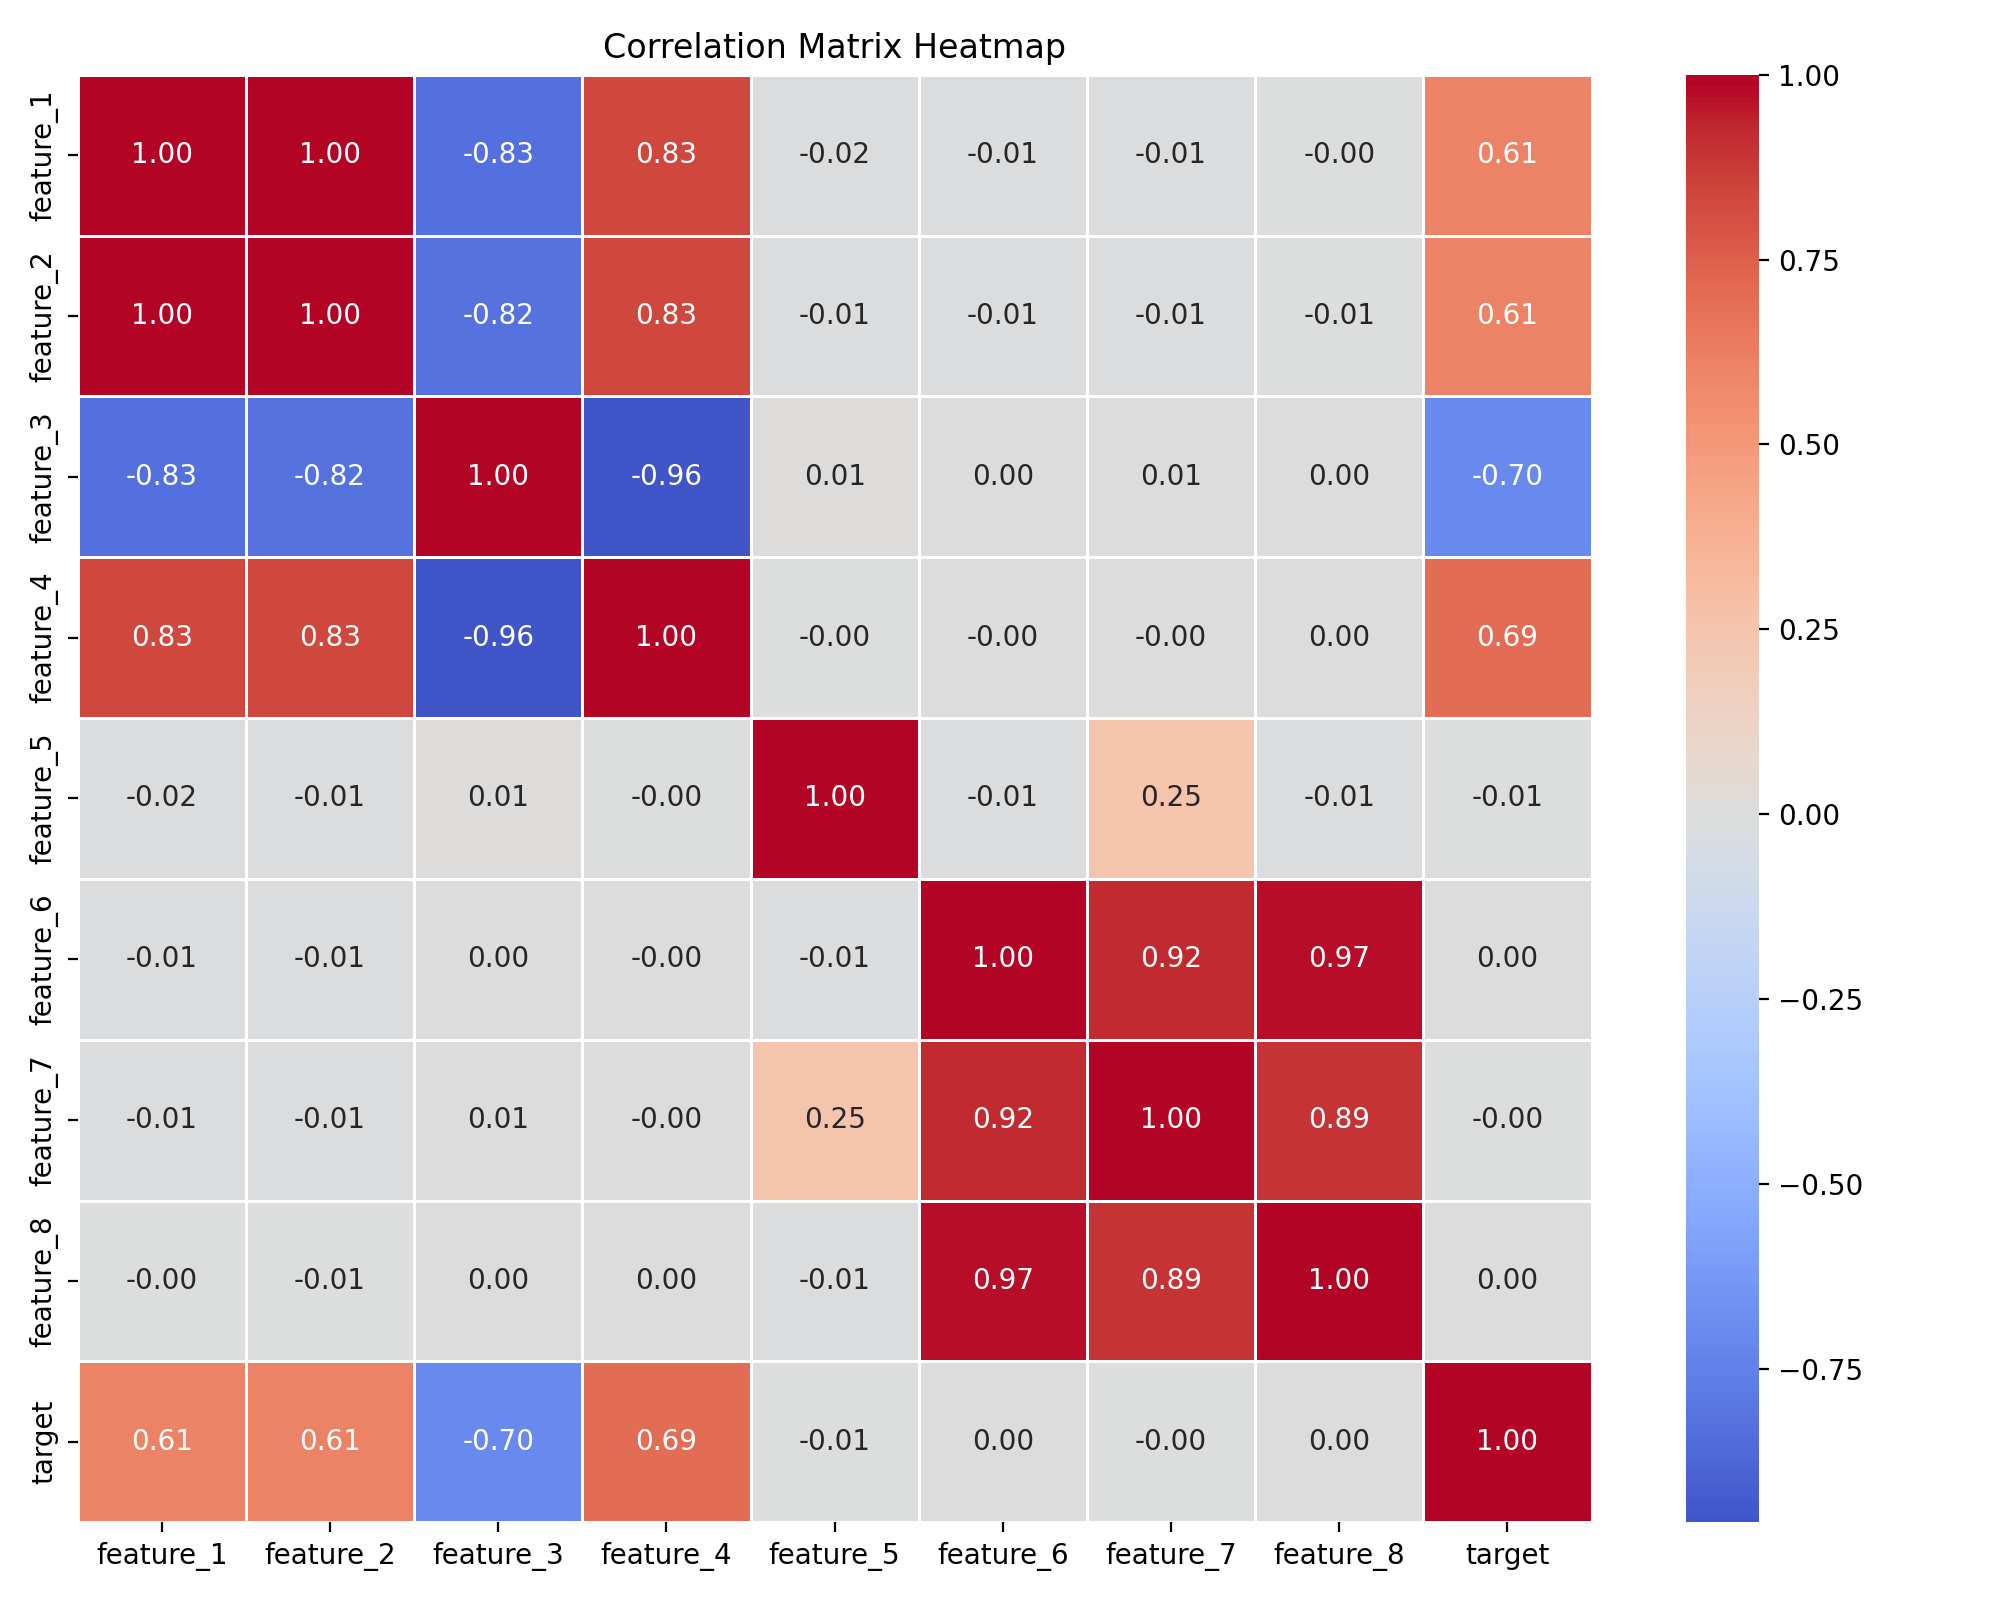 Correlation Matrix Heatmap
feature_1 1.00 1.00 -0.83 0.83 -0.02 -0.01 -0.01 -0.00 0.61
feature_2 1.00 1.00 -0.82 0.83 -0.01 -0.01 -0.01 -0.01 0.61
feature_3 -0.83 -0.82 1.00 -0.96 0.01 0.00 0.01 0.00 -0.70
feature_4 0.83 0.83 -0.96 1.00 -0.00 -0.00 -0.00 0.00 0.69
feature_5 -0.02 -0.01 0.01 -0.00 1.00 -0.01 0.25 -0.01 -0.01
feature_6 -0.01 -0.01 0.00 -0.00 -0.01 1.00 0.92 0.97 0.00
feature_7 -0.01 -0.01 0.01 -0.00 0.25 0.92 1.00 0.89 -0.00
feature_8 -0.00 -0.01 0.00 0.00 -0.01 0.97 0.89 1.00 0.00
target 0.61 0.61 -0.70 0.69 -0.01 0.00 -0.00 0.00 1.00
feature_1 feature_2 feature_3 feature_4 feature_5 feature_6 feature_7 feature_8 target
1.00
0.75
0.50
0.25
0.00
−0.25
−0.50
−0.75